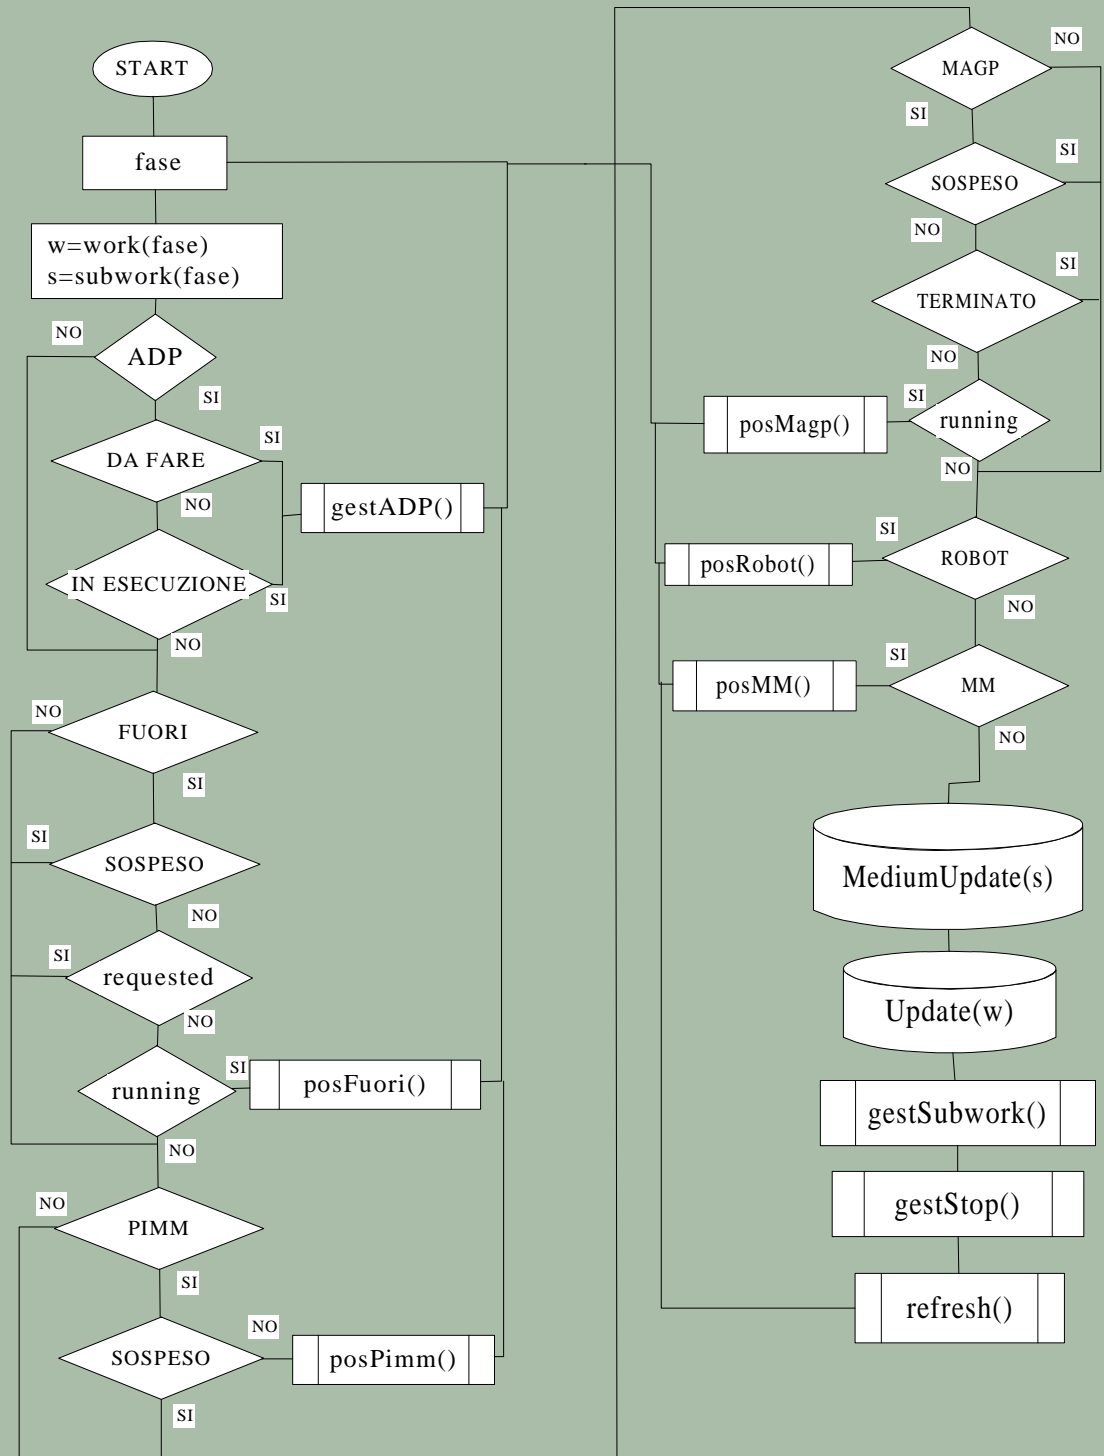 START
fase
w=work(fase)
s=subwork(fase)
NO
ADP
SI
DA FARE
SI
NO
gestADP()
IN ESECUZIONE
SI
NO
NO
FUORI
SI
SI
SOSPESO
NO
SI
requested
NO
running
SI
posFuori()
NO
NO
PIMM
SI
SOSPESO
NO
posPimm()
SI
MAGP
NO
SI
SOSPESO
SI
NO
TERMINATO
SI
NO
running
SI
posMagp()
NO
SI
ROBOT
posRobot()
NO
SI
MM
posMM()
NO
MediumUpdate(s)
Update(w)
gestSubwork()
gestStop()
refresh()